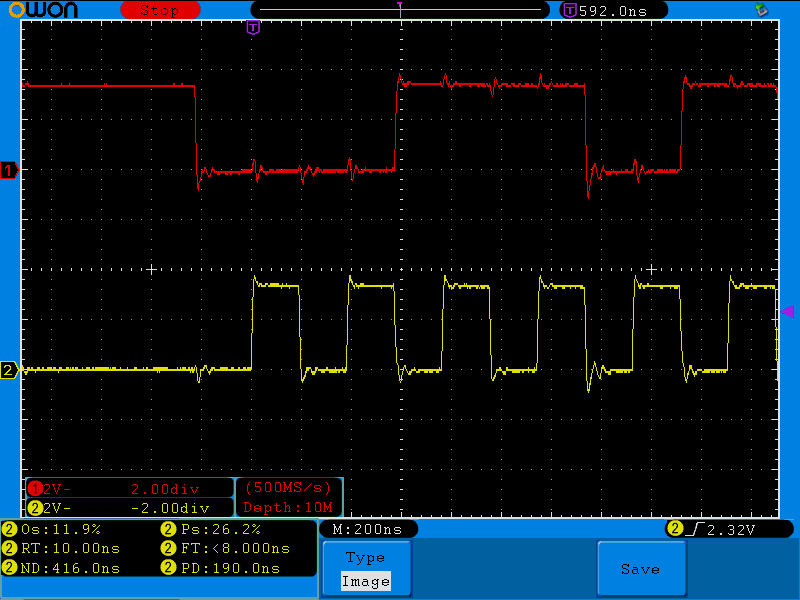 OWON Stop T 592.0ns
T
1
2
1 2V- 2.00div (500MS/s)
2 2V- -2.00div Depth:10M
2 Os:11.9% 2 Ps:26.2% M:200ns 2 2.32V
2 RT:10.00ns 2 FT:<8.000ns
2 ND:416.0ns 2 PD:190.0ns
Type
Image
Save